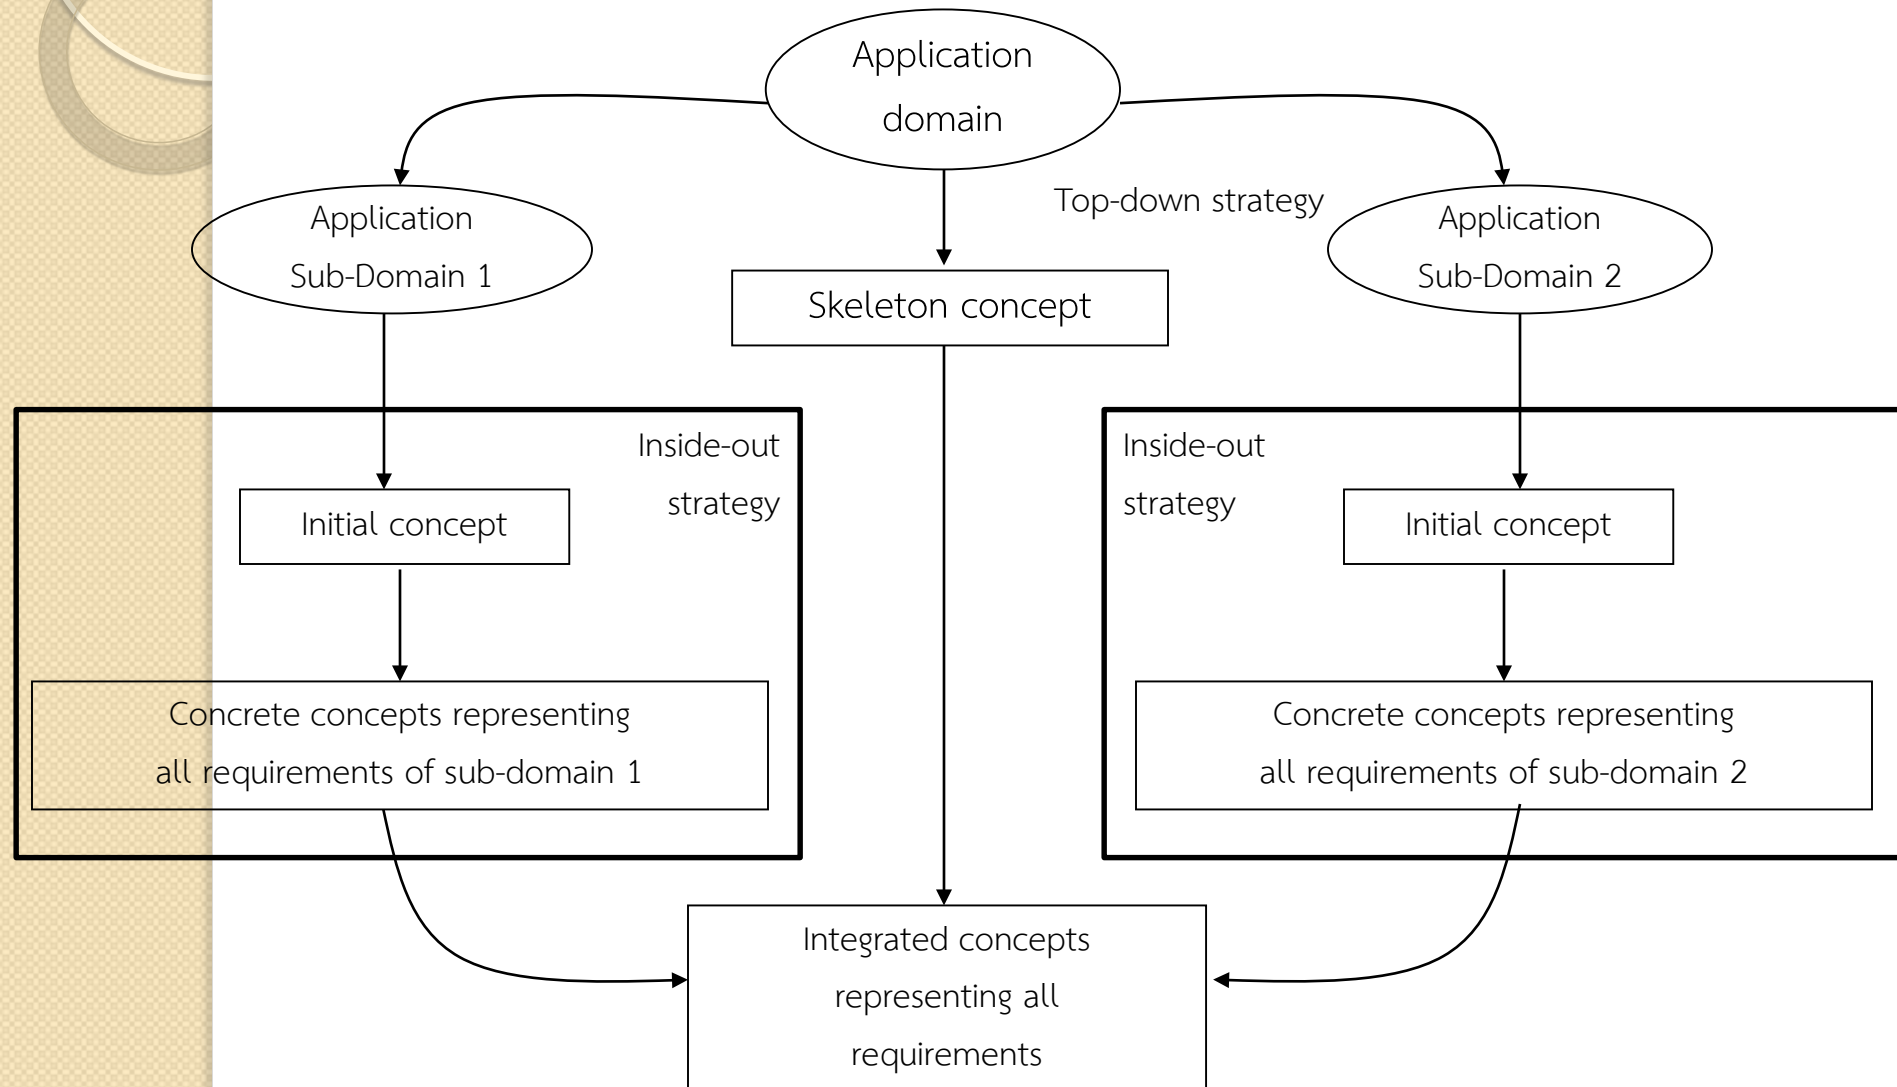 Application
domain
Top-down strategy
Application
Sub-Domain 1
Skeleton concept
Application
Sub-Domain 2
Inside-out
strategy
Initial concept
Concrete concepts representing
all requirements of sub-domain 1
Inside-out
strategy
Initial concept
Concrete concepts representing
all requirements of sub-domain 2
Integrated concepts
representing all
requirements